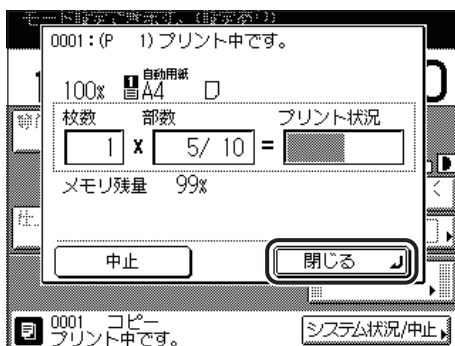 0001:(P 1)プリント中です。
100% 1 自動用紙 A4
枚数 部数 プリント状況
1 x 5/ 10 =
メモリ残量 99%
中止 閉じる
0001 コピー
プリント中です。
システム状況/中止